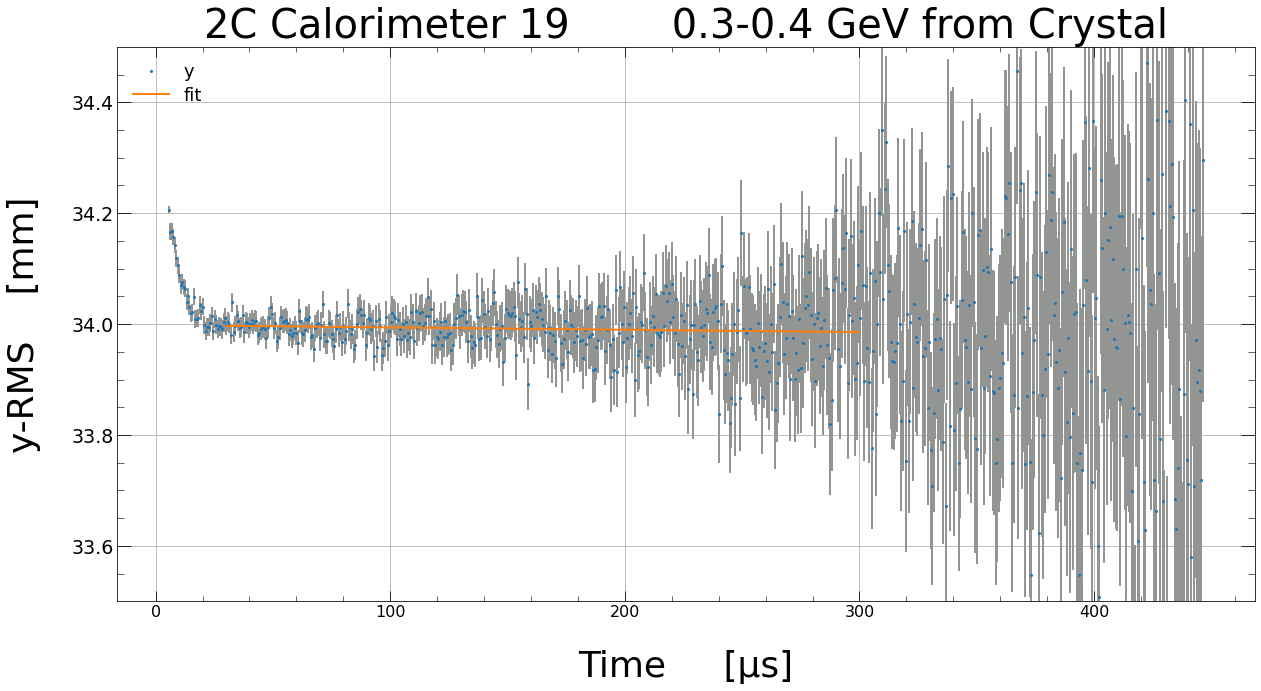 2C Calorimeter 19 0.3-0.4 GeV from Crystal
y
fit
34.4
34.2
34.0
33.8
33.6
y-RMS [mm]
0 100 200 300 400
Time [μs]